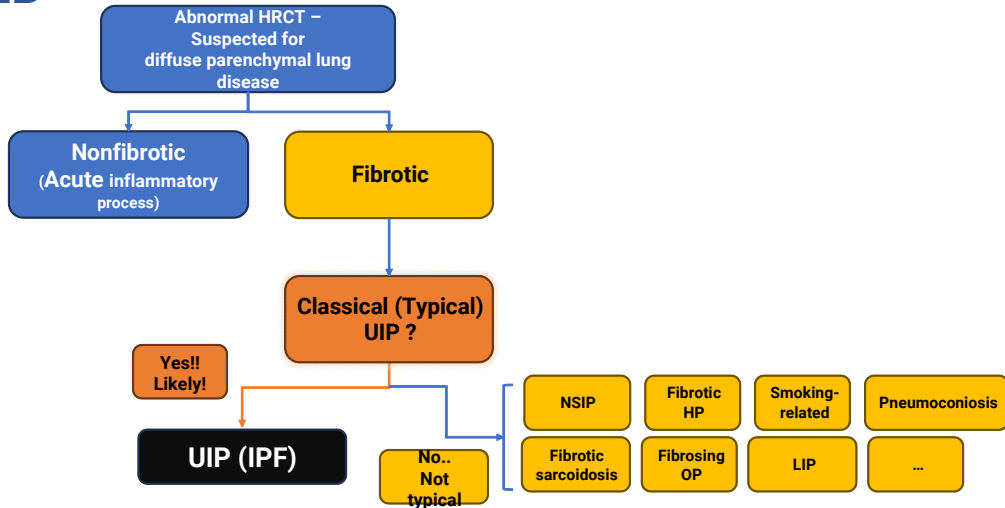 Abnormal HRCT –
Suspected for
diffuse parenchymal lung
disease
Nonfibrotic
(Acute inflammatory
process)
Fibrotic
Classical (Typical)
UIP ?
Yes!!
Likely!
UIP (IPF)
No..
Not
typical
NSIP
Fibrotic
HP
Smoking-
related
Pneumoconiosis
Fibrotic
sarcoidosis
Fibrosing
OP
LIP
…